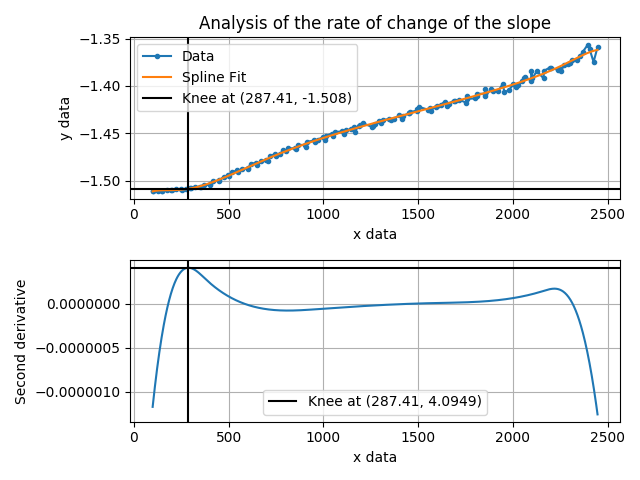 Analysis of the rate of change of the slope
−1.35
−1.40
−1.45
−1.50
y data
Data
Spline Fit
Knee at (287.41, -1.508)
0 500 1000 1500 2000 2500
x data
0.0000000
−0.0000005
−0.0000010
Second derivative
Knee at (287.41, 4.0949)
0 500 1000 1500 2000 2500
x data